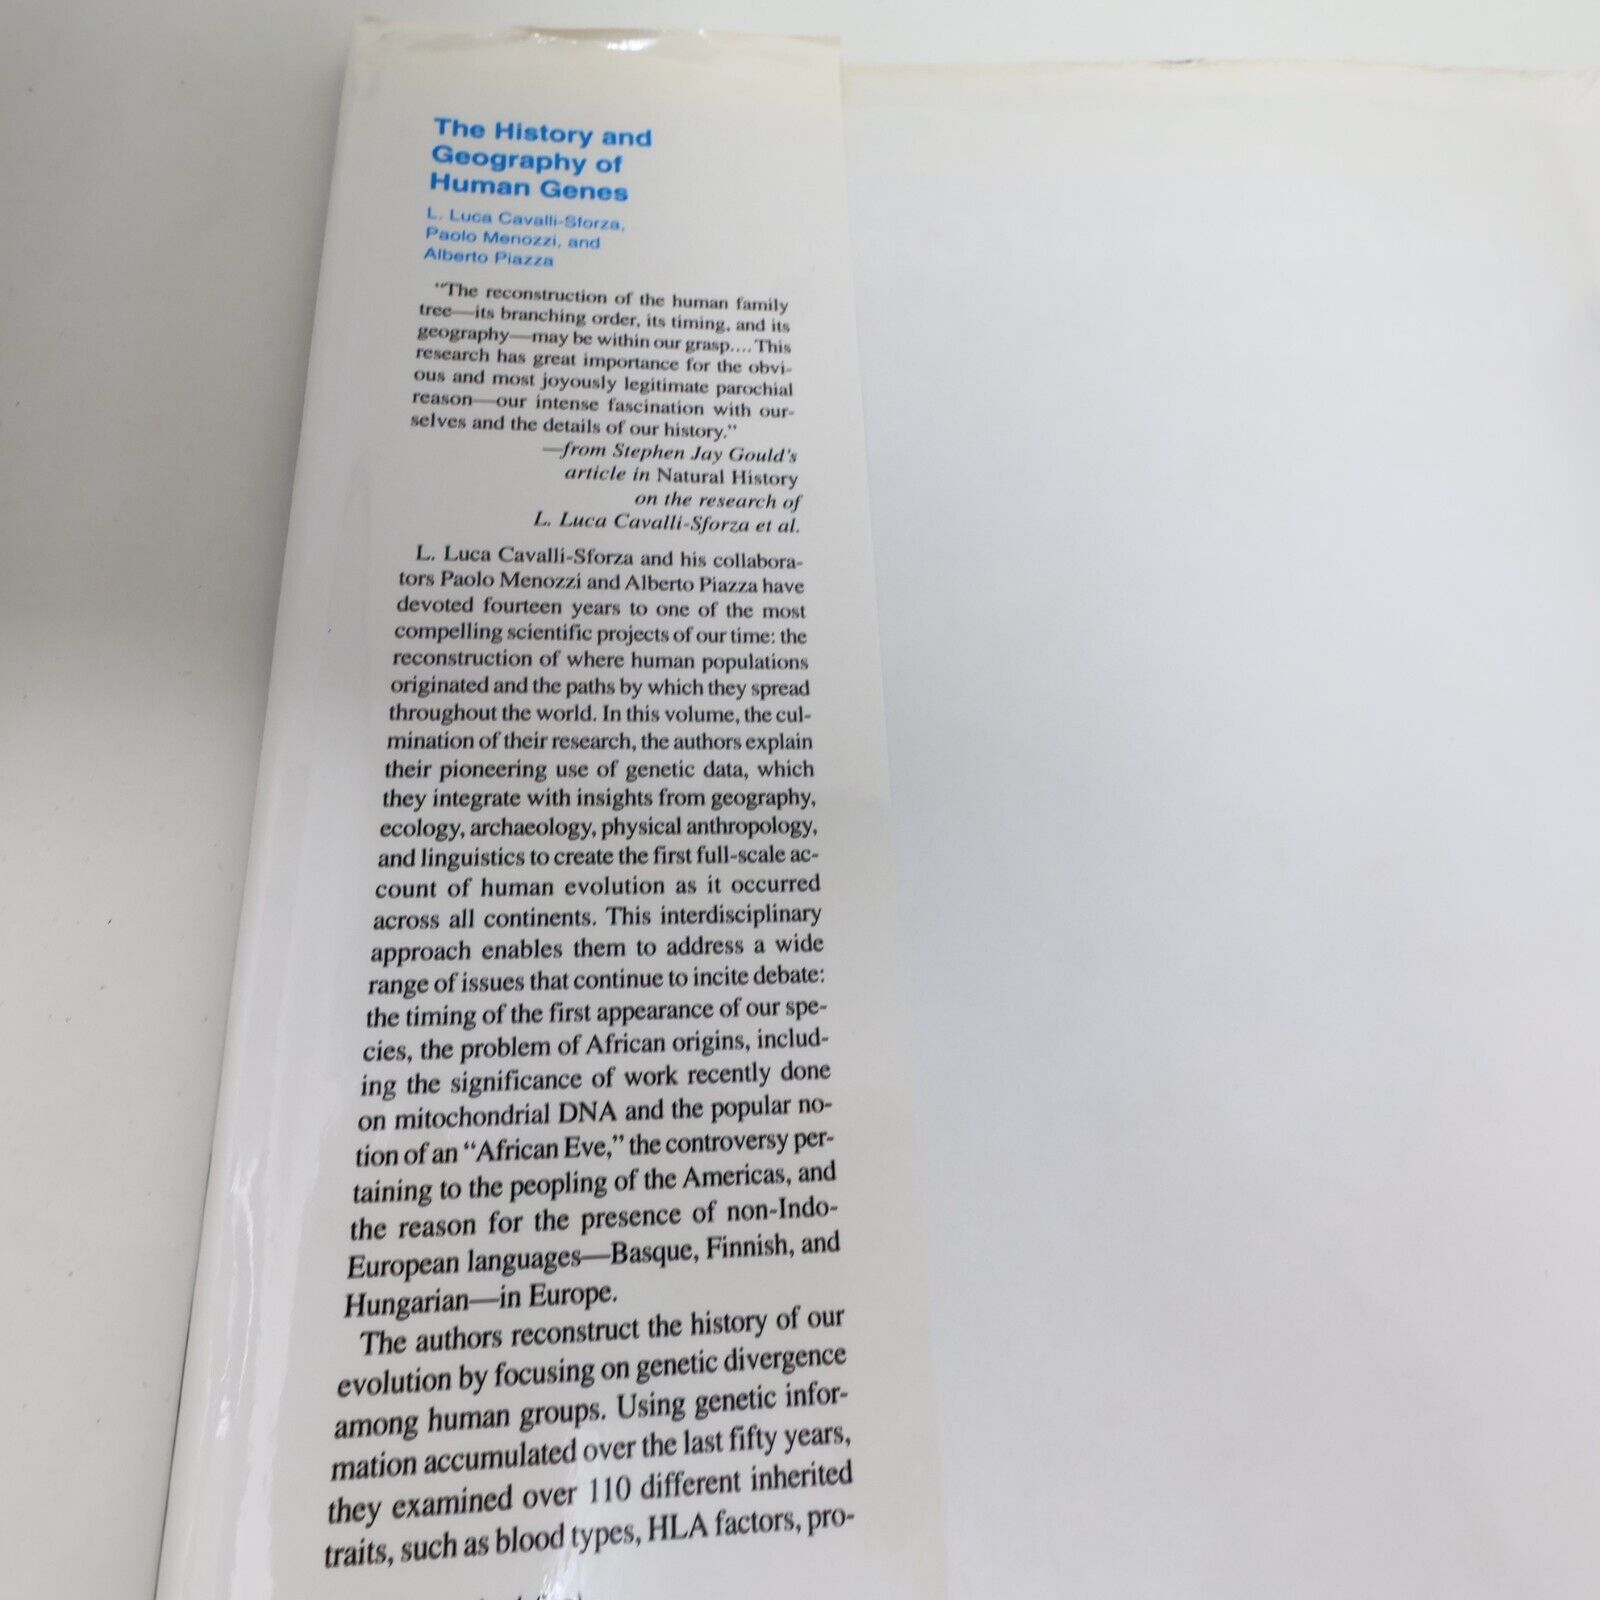 The History and
Geography of
Human Genes
L. Luca Cavalli-Sforza,
Paolo Menozzi, and
Alberto Piazza
"The reconstruction of the human family
tree—its branching order, its timing, and its
geography—may be within our grasp.... This
research has great importance for the obvi-
ous and most joyously legitimate parochial
reason—our intense fascination with our-
selves and the details of our history."
—from Stephen Jay Gould's
article in Natural History
on the research of
L. Luca Cavalli-Sforza et al.
L. Luca Cavalli-Sforza and his collabora-
tors Paolo Menozzi and Alberto Piazza have
devoted fourteen years to one of the most
compelling scientific projects of our time: the
reconstruction of where human populations
originated and the paths by which they spread
throughout the world. In this volume, the cul-
mination of their research, the authors explain
their pioneering use of genetic data, which
they integrate with insights from geography,
ecology, archaeology, physical anthropology,
and linguistics to create the first full-scale ac-
count of human evolution as it occurred
across all continents. This interdisciplinary
approach enables them to address a wide
range of issues that continue to incite debate:
the timing of the first appearance of our spe-
cies, the problem of African origins, includ-
ing the significance of work recently done
on mitochondrial DNA and the popular no-
tion of an "African Eve," the controversy per-
taining to the peopling of the Americas, and
the reason for the presence of non-Indo-
European languages—Basque, Finnish, and
Hungarian—in Europe.
The authors reconstruct the history of our
evolution by focusing on genetic divergence
among human groups. Using genetic infor-
mation accumulated over the last fifty years,
they examined over 110 different inherited
traits, such as blood types, HLA factors, pro-